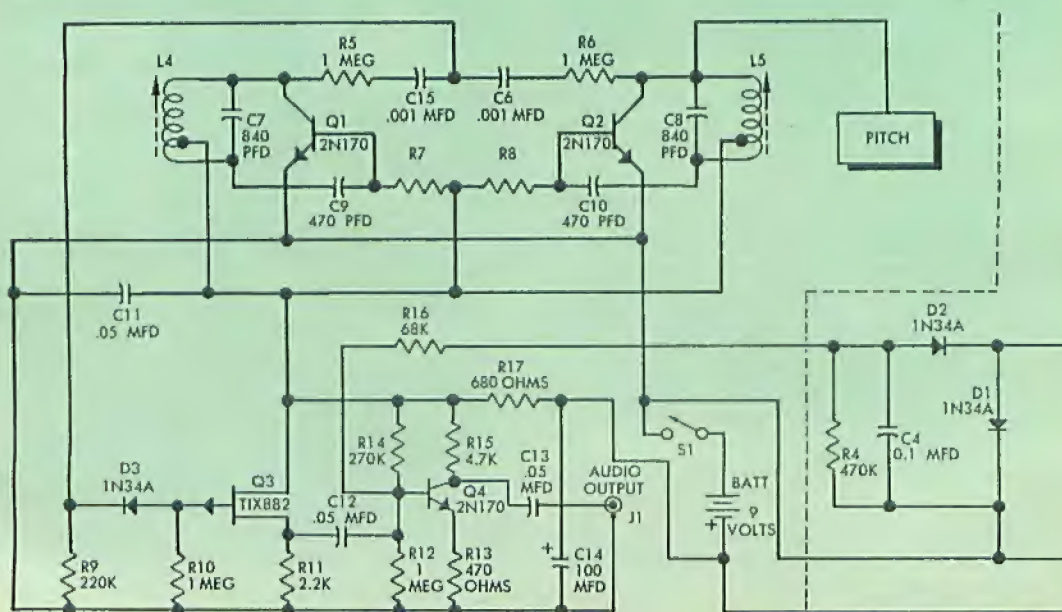 R5
1 MEG
R6
1 MEG
L4
L5
C15
.001 MFD
C6
.001 MFD
C7
840
PFD
Q1
2N170
Q2
2N170
C8
840
PFD
PITCH
R7
R8
C9
470 PFD
C10
470 PFD
C11
.05 MFD
R16
68K
D2
1N34A
R17
680 OHMS
D1
1N34A
R14
270K
R15
4.7K
C13
.05
MFD
AUDIO
OUTPUT
J1
S1
R4
470K
C4
0.1 MFD
D3
1N34A
Q3
TIX882
C12
.05 MFD
Q4
2N170
BATT
9
VOLTS
R9
220K
R10
1 MEG
R11
2.2K
R12
1
MEG
R13
470
OHMS
C14
100
MFD